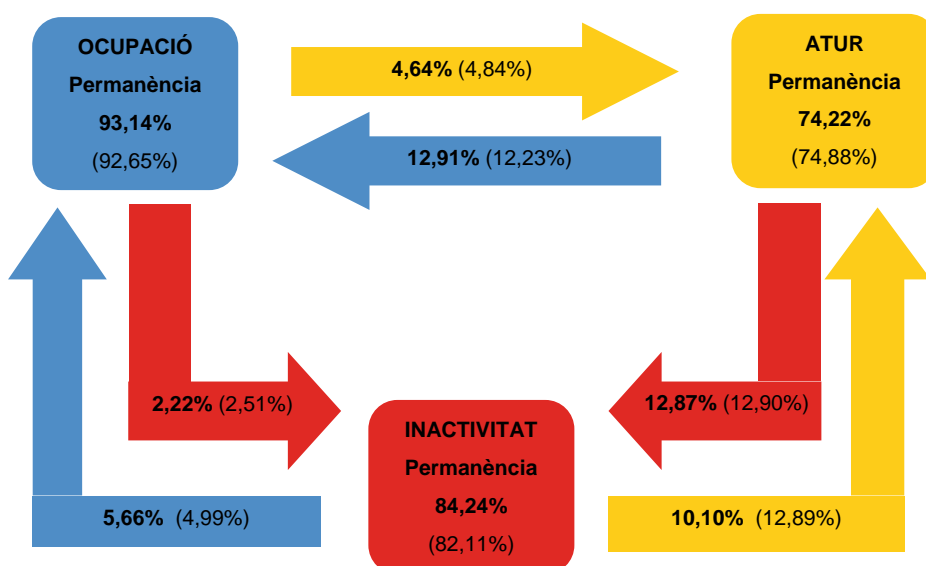 OCUPACIÓ
Permanència
93,14%
(92,65%)
4,64% (4,84%)
12,91% (12,23%)
ATUR
Permanència
74,22%
(74,88%)
2,22% (2,51%)
12,87% (12,90%)
INACTIVITAT
Permanència
84,24%
(82,11%)
5,66% (4,99%)
10,10% (12,89%)